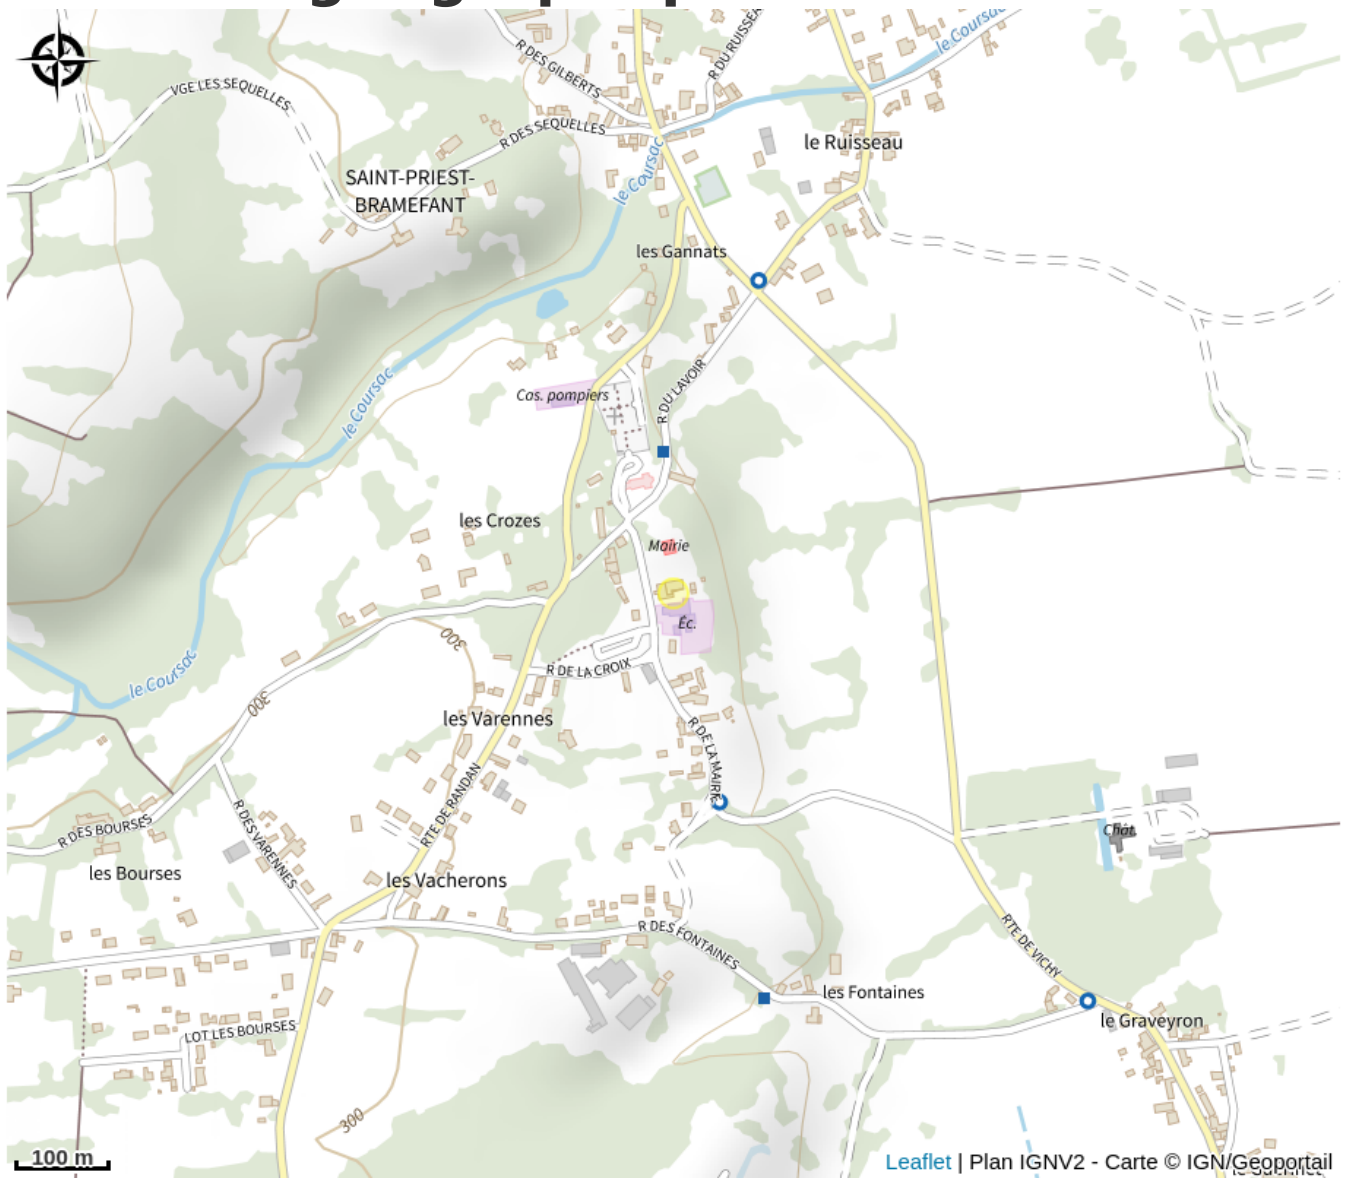 le Coursac
R DES GILBERTS
R DU RUISSEA
VGE LES SEQUELLES
R DES SEQUELLES
le Ruisseau
SAINT-PRIEST-
BRAMEFANT
le Coursac
les Gannats
R DU LAVOIR
Cas. pompiers
le Coursac
les Crozes
Mairie
Éc.
300
R DE LA CROIX
le Coursac
300
les Varennes
R DE LA MAIRIE
RTE DE RANDAN
R DES BOURSES
R DES VARENNES
Chât.
les Bourses
les Vacherons
R DES FONTAINES
RTE DE VICHY
les Fontaines
le Graveyron
LOT LES BOURSES
300
100 m
Leaflet | Plan IGNV2 - Carte © IGN/Geoportail